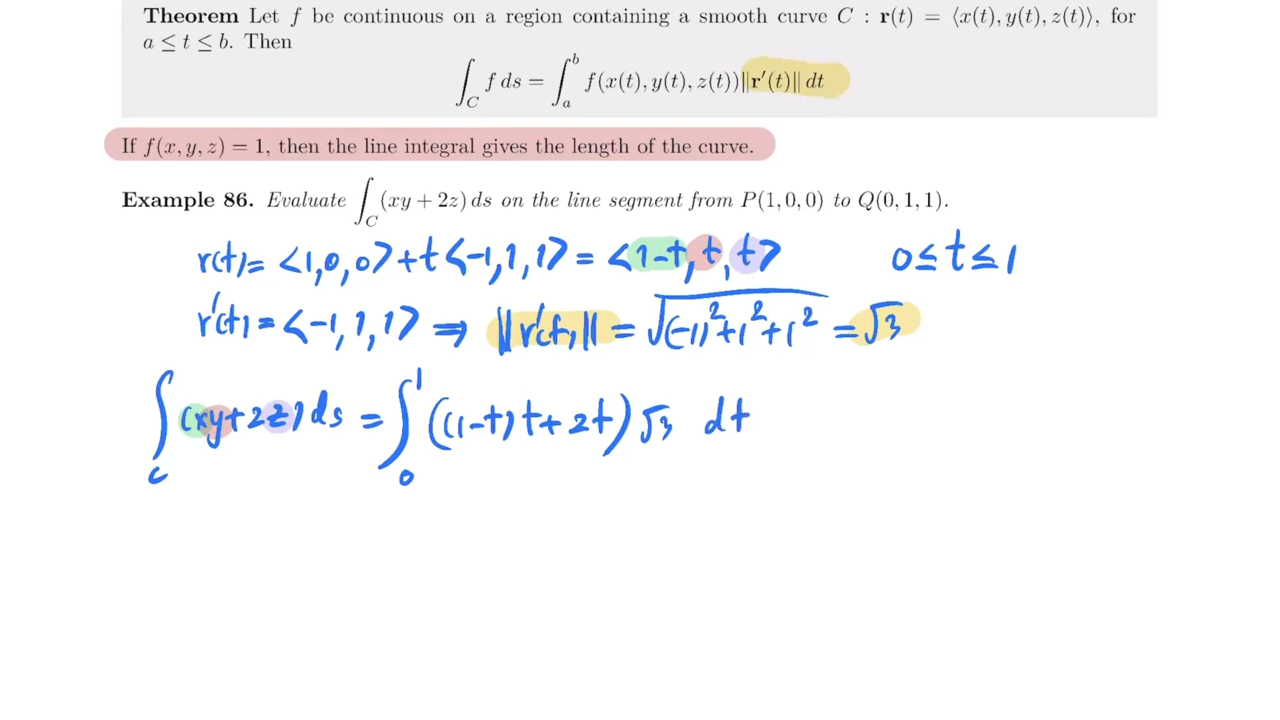 Theorem Let f be continuous on a region containing a smooth curve C : r(t) = ⟨x(t), y(t), z(t)⟩, for
a ≤ t ≤ b. Then
∫_C f ds = ∫_a^b f(x(t), y(t), z(t))||r′(t)|| dt
If f(x, y, z) = 1, then the line integral gives the length of the curve.
Example 86. Evaluate ∫_C (xy + 2z) ds on the line segment from P(1, 0, 0) to Q(0, 1, 1).
r(t) = <1, 0, 0> + t<-1, 1, 1> = <1-t, t, t> 0 ≤ t ≤ 1
r'(t) = <-1, 1, 1> ⇒ ||r'(t)|| = √((-1)² + 1² + 1²) = √3
∫_C (xy + 2z) ds = ∫_0^1 ((1-t)t + 2t) √3 dt